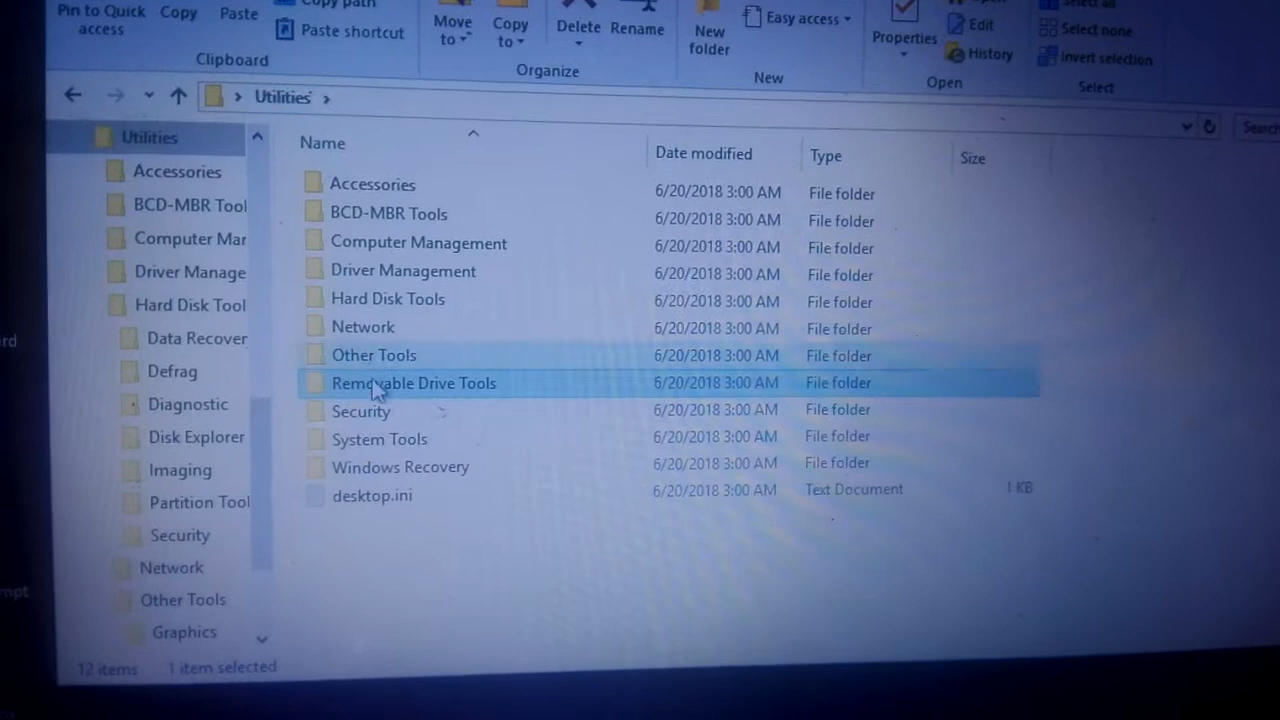 Pin to Quick access
Copy
Paste
Copy path
Paste shortcut
Clipboard
Move to
Copy to
Delete
Rename
Organize
New folder
Easy access
New
Properties
Edit
History
Open
Select all
Select none
Invert selection
Select
Utilities
Search
Utilities
Accessories
BCD-MBR Tool
Computer Mar
Driver Manage
Hard Disk Tool
Data Recover
Defrag
Diagnostic
Disk Explorer
Imaging
Partition Tool
Security
Network
Other Tools
Graphics
Name Date modified Type Size
Accessories 6/20/2018 3:00 AM File folder
BCD-MBR Tools 6/20/2018 3:00 AM File folder
Computer Management 6/20/2018 3:00 AM File folder
Driver Management 6/20/2018 3:00 AM File folder
Hard Disk Tools 6/20/2018 3:00 AM File folder
Network 6/20/2018 3:00 AM File folder
Other Tools 6/20/2018 3:00 AM File folder
Removable Drive Tools 6/20/2018 3:00 AM File folder
Security 6/20/2018 3:00 AM File folder
System Tools 6/20/2018 3:00 AM File folder
Windows Recovery 6/20/2018 3:00 AM File folder
desktop.ini 6/20/2018 3:00 AM Text Document 1 KB
12 items 1 item selected
rd
mpt